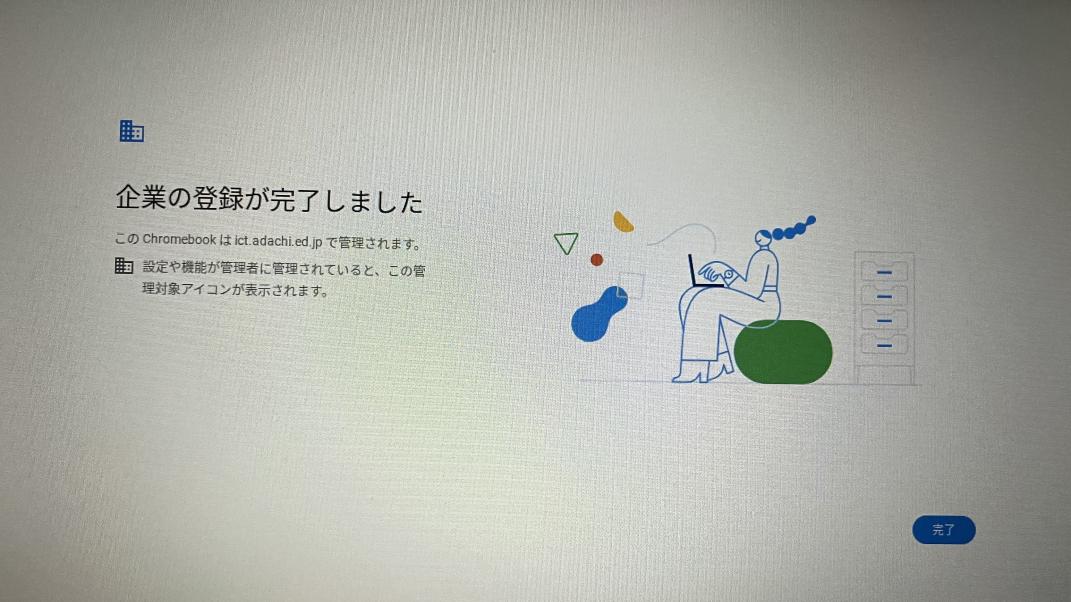 企業の登録が完了しました
この Chromebook は ict.adachi.ed.jp で管理されます。
設定や機能が管理者に管理されていると、この管
理対象アイコンが表示されます。
完了